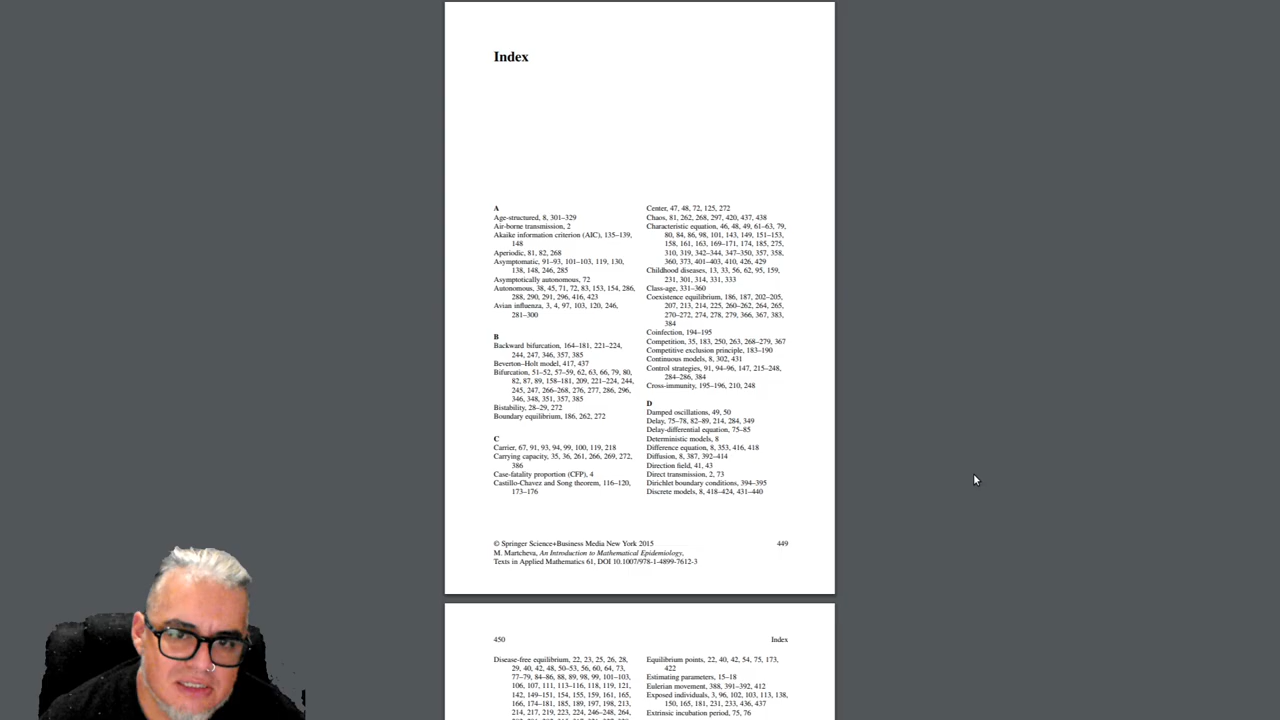 Index
A
Age-structured, 8, 301–329
Air-borne transmission, 2
Akaike information criterion (AIC), 135–139,
148
Aperiodic, 81, 82, 268
Asymptomatic, 91–93, 101–103, 119, 130,
138, 148, 246, 285
Asymptotically autonomous, 72
Autonomous, 38, 45, 71, 72, 83, 153, 154, 286,
288, 290, 291, 296, 416, 423
Avian influenza, 3, 4, 97, 103, 120, 246,
281–300
B
Backward bifurcation, 164–181, 221–224,
244, 247, 346, 357, 385
Beverton–Holt model, 417, 437
Bifurcation, 51–52, 57–59, 62, 63, 66, 79, 80,
82, 87, 89, 158–181, 209, 221–224, 244,
245, 247, 266–268, 276, 277, 286, 296,
346, 348, 351, 357, 385
Bistability, 28–29, 272
Boundary equilibrium, 186, 262, 272
C
Carrier, 67, 91, 93, 94, 99, 100, 119, 218
Carrying capacity, 35, 36, 261, 266, 269, 272,
386
Case-fatality proportion (CFP), 4
Castillo-Chavez and Song theorem, 116–120,
173–176
Center, 47, 48, 72, 125, 272
Chaos, 81, 262, 268, 297, 420, 437, 438
Characteristic equation, 46, 48, 49, 61–63, 79,
80, 84, 86, 98, 101, 143, 149, 151–153,
158, 161, 163, 169–171, 174, 185, 275,
310, 319, 342–344, 347–350, 357, 358,
360, 373, 401–403, 410, 426, 429
Childhood diseases, 13, 33, 56, 62, 95, 159,
231, 301, 314, 331, 333
Class-age, 331–360
Coexistence equilibrium, 186, 187, 202–205,
207, 213, 214, 225, 260–262, 264, 265,
270–272, 274, 278, 279, 366, 367, 383,
384
Coinfection, 194–195
Competition, 35, 183, 250, 263, 268–279, 367
Competitive exclusion principle, 183–190
Continuous models, 8, 302, 431
Control strategies, 91, 94–96, 147, 215–248,
284–286, 384
Cross-immunity, 195–196, 210, 248
D
Damped oscillations, 49, 50
Delay, 75–78, 82–89, 214, 284, 349
Delay-differential equation, 75–85
Deterministic models, 8
Difference equation, 8, 353, 416, 418
Diffusion, 8, 387, 392–414
Direction field, 41, 43
Direct transmission, 2, 73
Dirichlet boundary conditions, 394–395
Discrete models, 8, 418–424, 431–440
© Springer Science+Business Media New York 2015
449
M. Martcheva, An Introduction to Mathematical Epidemiology,
Texts in Applied Mathematics 61, DOI 10.1007/978-1-4899-7612-3
450
Index
Disease-free equilibrium, 22, 23, 25, 26, 28,
29, 40, 42, 48, 50–53, 56, 60, 64, 73,
77–79, 84–86, 88, 89, 98, 99, 101–103,
106, 107, 111, 113–116, 118, 119, 121,
142, 149–151, 154, 155, 159, 161, 165,
166, 174–181, 185, 189, 197, 198, 213,
214, 217, 219, 223, 224, 246–248, 264,
Equilibrium points, 22, 40, 42, 54, 75, 173,
422
Estimating parameters, 15–18
Eulerian movement, 388, 391–392, 412
Exposed individuals, 3, 96, 102, 103, 113, 138,
150, 165, 181, 231, 233, 436, 437
Extrinsic incubation period, 75, 76